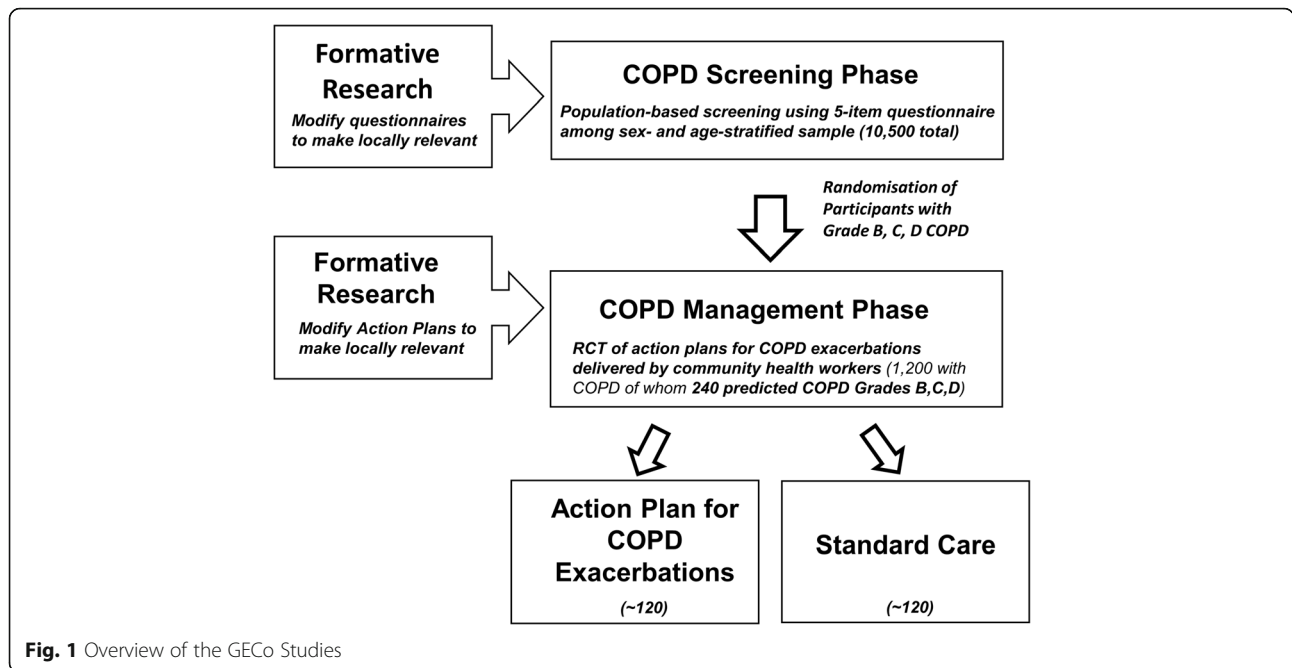 Formative
Research
Modify questionnaires
to make locally relevant
COPD Screening Phase
Population-based screening using 5-item questionnaire
among sex- and age-stratified sample (10,500 total)
Randomisation of
Participants with
Grade B, C, D COPD
Formative
Research
Modify Action Plans to
make locally relevant
COPD Management Phase
RCT of action plans for COPD exacerbations
delivered by community health workers (1,200 with
COPD of whom 240 predicted COPD Grades B,C,D)
Action Plan for
COPD
Exacerbations
(~120)
Standard Care
(~120)
Fig. 1 Overview of the GECo Studies